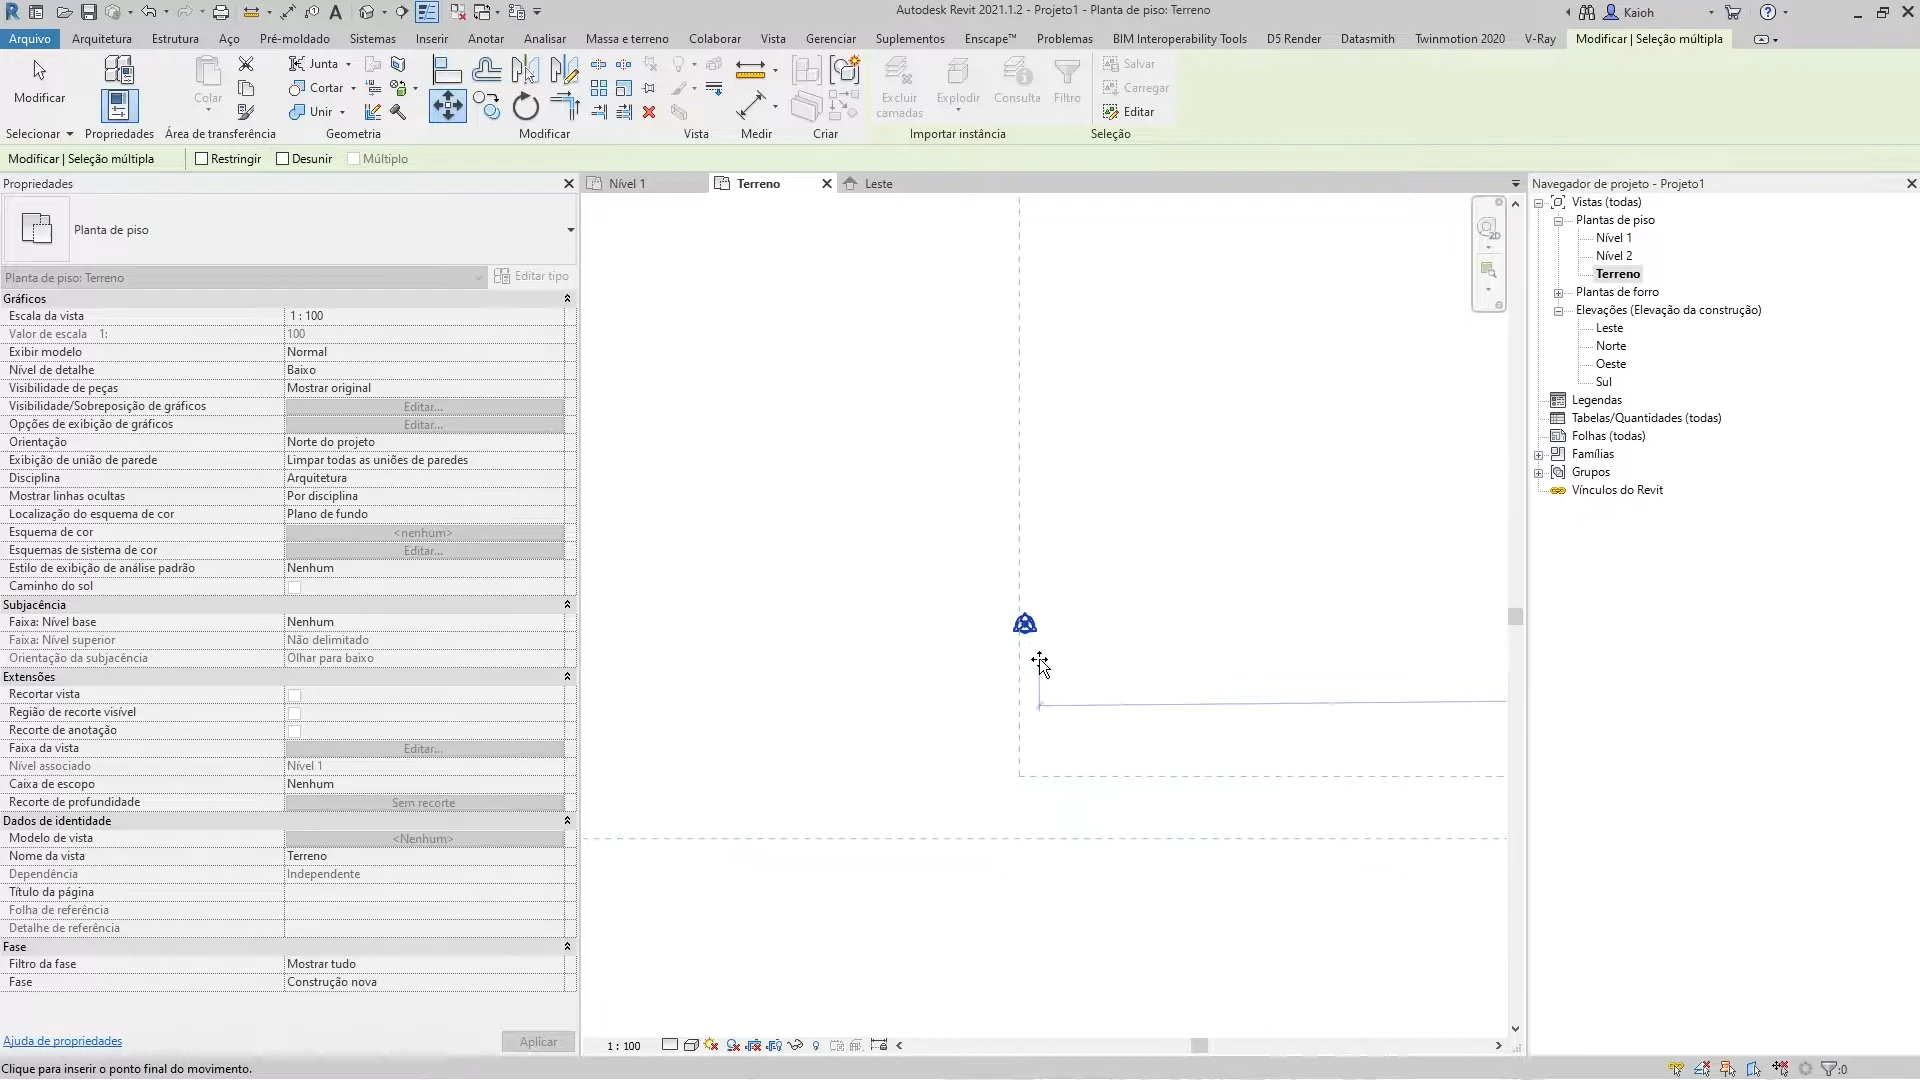 Autodesk Revit 2021.1.2 - Projeto1 - Planta de piso: Terreno
Kaioh
Arquivo Arquitetura Estrutura Aço Pré-moldado Sistemas Inserir Anotar Analisar Massa e terreno Colaborar Vista Gerenciar Suplementos Enscape™ Problemas BIM Interoperability Tools D5 Render Datasmith Twinmotion 2020 V-Ray Modificar | Seleção múltipla
Modificar
Colar
Junta
Cortar
Unir
Excluir camadas
Explodir
Consulta
Filtro
Salvar
Carregar
Editar
Selecionar Propriedades Área de transferência Geometria Modificar Vista Medir Criar Importar instância Seleção
Modificar | Seleção múltipla Restringir Desunir Múltiplo
Propriedades
Planta de piso
Planta de piso: Terreno Editar tipo
Gráficos
Escala da vista 1 : 100
Valor de escala 1: 100
Exibir modelo Normal
Nível de detalhe Baixo
Visibilidade de peças Mostrar original
Visibilidade/Sobreposição de gráficos Editar...
Opções de exibição de gráficos Editar...
Orientação Norte do projeto
Exibição de união de parede Limpar todas as uniões de paredes
Disciplina Arquitetura
Mostrar linhas ocultas Por disciplina
Localização do esquema de cor Plano de fundo
Esquema de cor <nenhum>
Esquemas de sistema de cor Editar...
Estilo de exibição de análise padrão Nenhum
Caminho do sol
Subjacência
Faixa: Nível base Nenhum
Faixa: Nível superior Não delimitado
Orientação da subjacência Olhar para baixo
Extensões
Recortar vista
Região de recorte visível
Recorte de anotação
Faixa da vista Editar...
Nível associado Nível 1
Caixa de escopo Nenhum
Recorte de profundidade Sem recorte
Dados de identidade
Modelo de vista <Nenhum>
Nome da vista Terreno
Dependência Independente
Título da página
Folha de referência
Detalhe de referência
Fase
Filtro da fase Mostrar tudo
Fase Construção nova
Ajuda de propriedades Aplicar
Nível 1 Terreno Leste
2D
1 : 100
Navegador de projeto - Projeto1
Vistas (todas)
Plantas de piso
Nível 1
Nível 2
Terreno
Plantas de forro
Elevações (Elevação da construção)
Leste
Norte
Oeste
Sul
Legendas
Tabelas/Quantidades (todas)
Folhas (todas)
Famílias
Grupos
Vínculos do Revit
Clique para inserir o ponto final do movimento.
:0